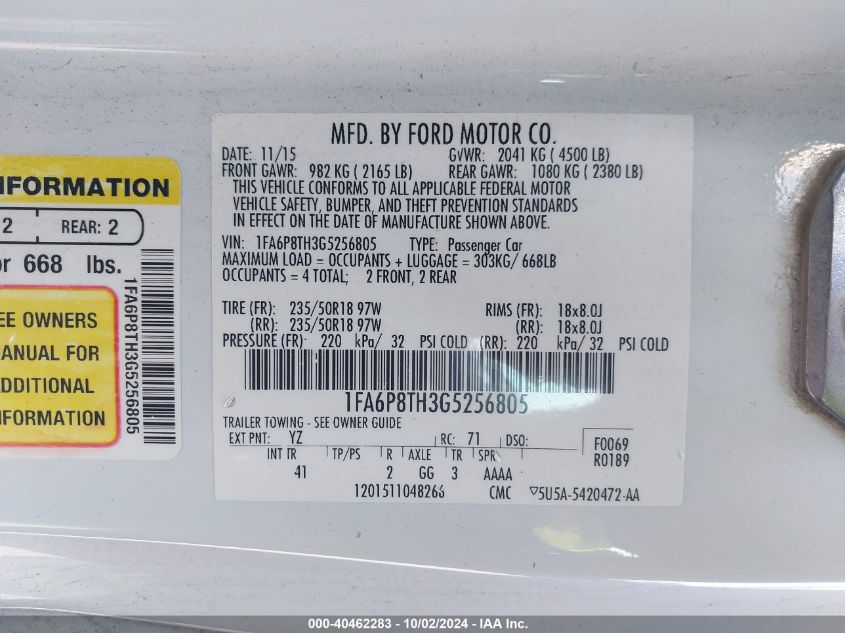 NFORMATION
2 REAR: 2
or 668 lbs.
EE OWNERS
MANUAL FOR
ADDITIONAL
NFORMATION
1FA6P8TH3G5256805
MFD. BY FORD MOTOR CO.
DATE: 11/15 GVWR: 2041 KG ( 4500 LB)
FRONT GAWR: 982 KG ( 2165 LB) REAR GAWR: 1080 KG ( 2380 LB)
THIS VEHICLE CONFORMS TO ALL APPLICABLE FEDERAL MOTOR
VEHICLE SAFETY, BUMPER, AND THEFT PREVENTION STANDARDS
IN EFFECT ON THE DATE OF MANUFACTURE SHOWN ABOVE.
VIN: 1FA6P8TH3G5256805 TYPE: Passenger Car
MAXIMUM LOAD = OCCUPANTS + LUGGAGE = 303KG/ 668LB
OCCUPANTS = 4 TOTAL; 2 FRONT, 2 REAR
TIRE (FR): 235/50R18 97W RIMS (FR): 18x8.0J
(RR): 235/50R18 97W (RR): 18x8.0J
PRESSURE (FR): 220 kPa/ 32 PSI COLD (RR): 220 kPa/ 32 PSI COLD
1FA6P8TH3G5256805
TRAILER TOWING - SEE OWNER GUIDE
EXT PNT: YZ RC: 71 DSO: F0069
R0189
INT TR TP/PS R AXLE TR SPR
41 2 GG 3 AAAA
1201511048266 CMC ▽5U5A-5420472-AA
000-40462283 - 10/02/2024 - IAA Inc.